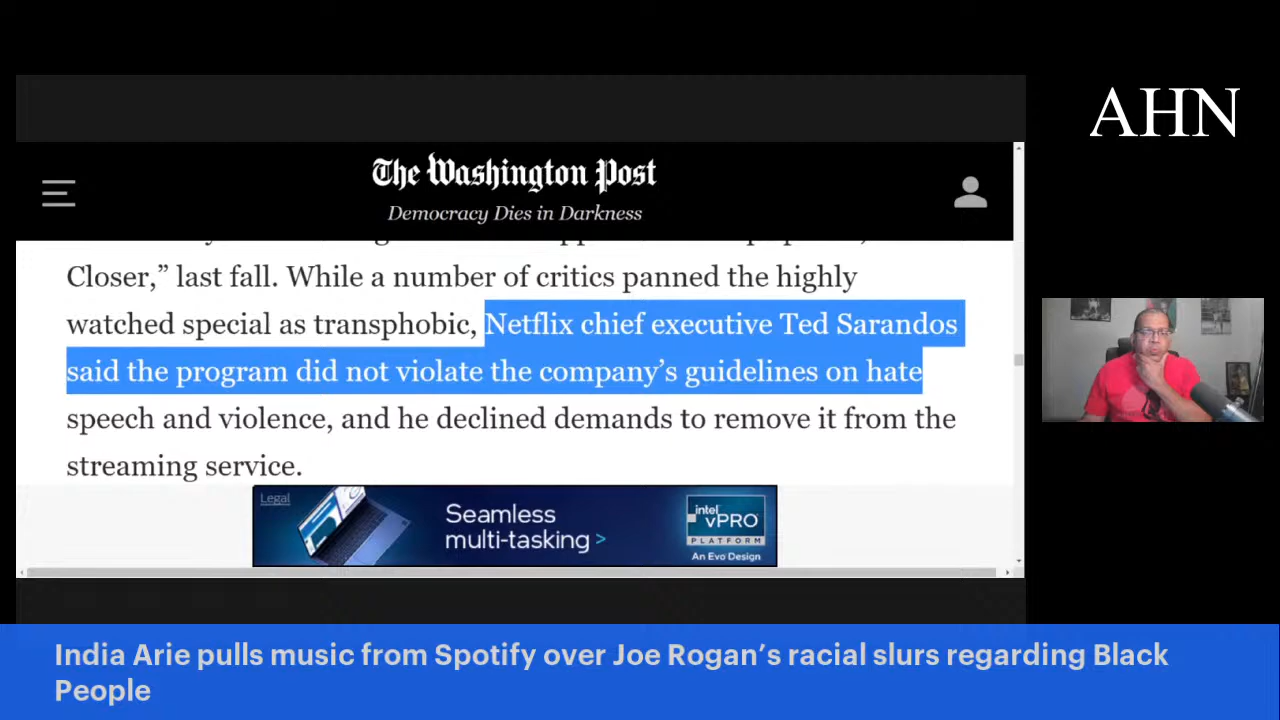 AHN
The Washington Post
Democracy Dies in Darkness
Closer,” last fall. While a number of critics panned the highly
watched special as transphobic, Netflix chief executive Ted Sarandos
said the program did not violate the company’s guidelines on hate
speech and violence, and he declined demands to remove it from the
streaming service.
Legal
Seamless
multi-tasking >
intel
vPRO
PLATFORM
An Evo Design
India Arie pulls music from Spotify over Joe Rogan’s racial slurs regarding Black
People